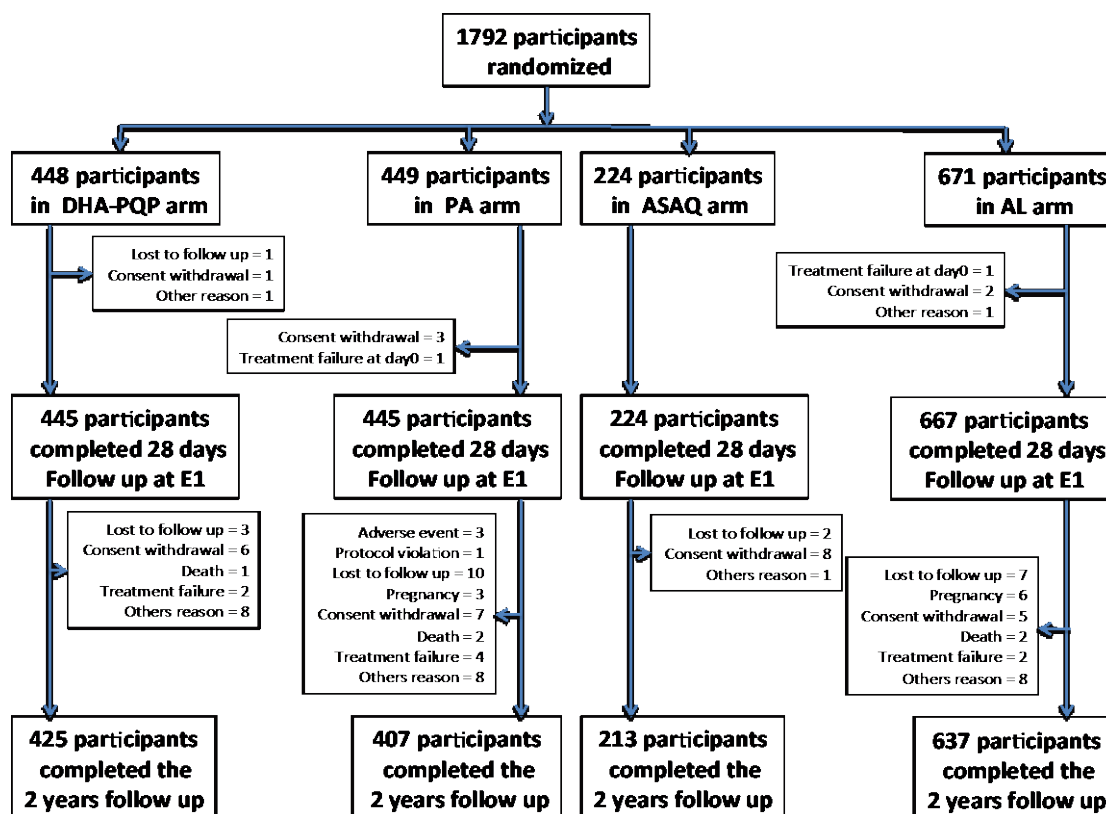 1792 participants
randomized
448 participants
in DHA-PQP arm
449 participants
in PA arm
224 participants
in ASAQ arm
671 participants
in AL arm
Lost to follow up = 1
Consent withdrawal = 1
Other reason = 1
Consent withdrawal = 3
Treatment failure at day0 = 1
Treatment failure at day0 = 1
Consent withdrawal = 2
Other reason = 1
445 participants
completed 28 days
Follow up at E1
445 participants
completed 28 days
Follow up at E1
224 participants
completed 28 days
Follow up at E1
667 participants
completed 28 days
Follow up at E1
Lost to follow up = 3
Consent withdrawal = 6
Death = 1
Treatment failure = 2
Others reason = 8
Adverse event = 3
Protocol violation = 1
Lost to follow up = 10
Pregnancy = 3
Consent withdrawal = 7
Death = 2
Treatment failure = 4
Others reason = 8
Lost to follow up = 2
Consent withdrawal = 8
Others reason = 1
Lost to follow up = 7
Pregnancy = 6
Consent withdrawal = 5
Death = 2
Treatment failure = 2
Others reason = 8
425 participants
completed the
2 years follow up
407 participants
completed the
2 years follow up
213 participants
completed the
2 years follow up
637 participants
completed the
2 years follow up